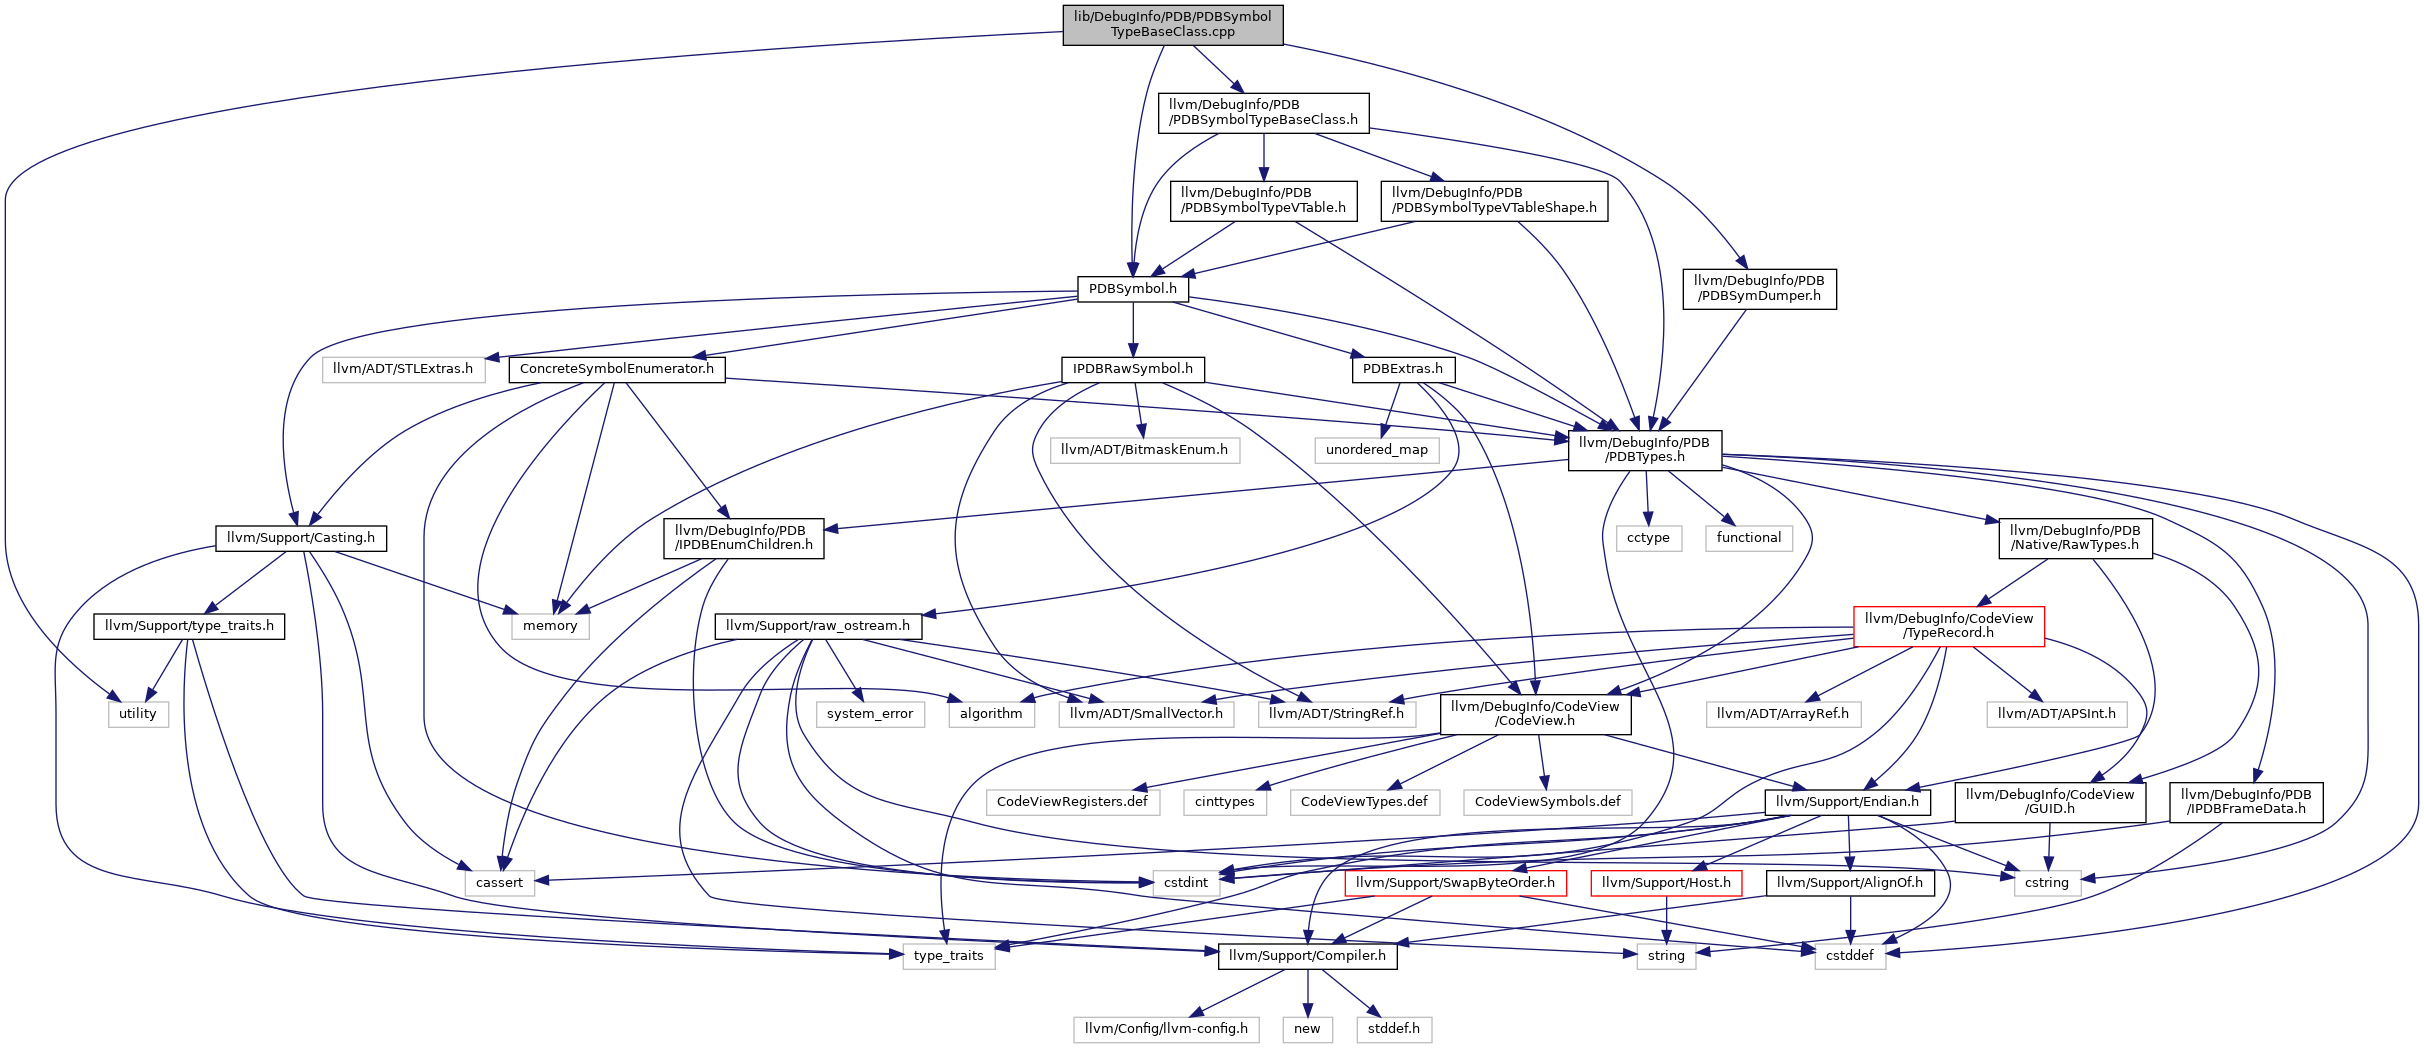 lib/DebugInfo/PDB/PDBSymbol
TypeBaseClass.cpp
llvm/DebugInfo/PDB
/PDBSymbolTypeBaseClass.h
llvm/DebugInfo/PDB
/PDBSymbolTypeVTable.h
llvm/DebugInfo/PDB
/PDBSymbolTypeVTableShape.h
PDBSymbol.h
llvm/DebugInfo/PDB
/PDBSymDumper.h
llvm/ADT/STLExtras.h
ConcreteSymbolEnumerator.h
IPDBRawSymbol.h
PDBExtras.h
llvm/ADT/BitmaskEnum.h
unordered_map
llvm/DebugInfo/PDB
/PDBTypes.h
llvm/Support/Casting.h
llvm/DebugInfo/PDB
/IPDBEnumChildren.h
cctype
functional
llvm/DebugInfo/PDB
/Native/RawTypes.h
llvm/Support/type_traits.h
memory
llvm/Support/raw_ostream.h
llvm/DebugInfo/CodeView
/TypeRecord.h
utility
system_error
algorithm
llvm/ADT/SmallVector.h
llvm/ADT/StringRef.h
llvm/DebugInfo/CodeView
/CodeView.h
llvm/ADT/ArrayRef.h
llvm/ADT/APSInt.h
CodeViewRegisters.def
cinttypes
CodeViewTypes.def
CodeViewSymbols.def
llvm/Support/Endian.h
llvm/DebugInfo/CodeView
/GUID.h
llvm/DebugInfo/PDB
/IPDBFrameData.h
cassert
cstdint
llvm/Support/SwapByteOrder.h
llvm/Support/Host.h
llvm/Support/AlignOf.h
cstring
type_traits
llvm/Support/Compiler.h
string
cstddef
llvm/Config/llvm-config.h
new
stddef.h